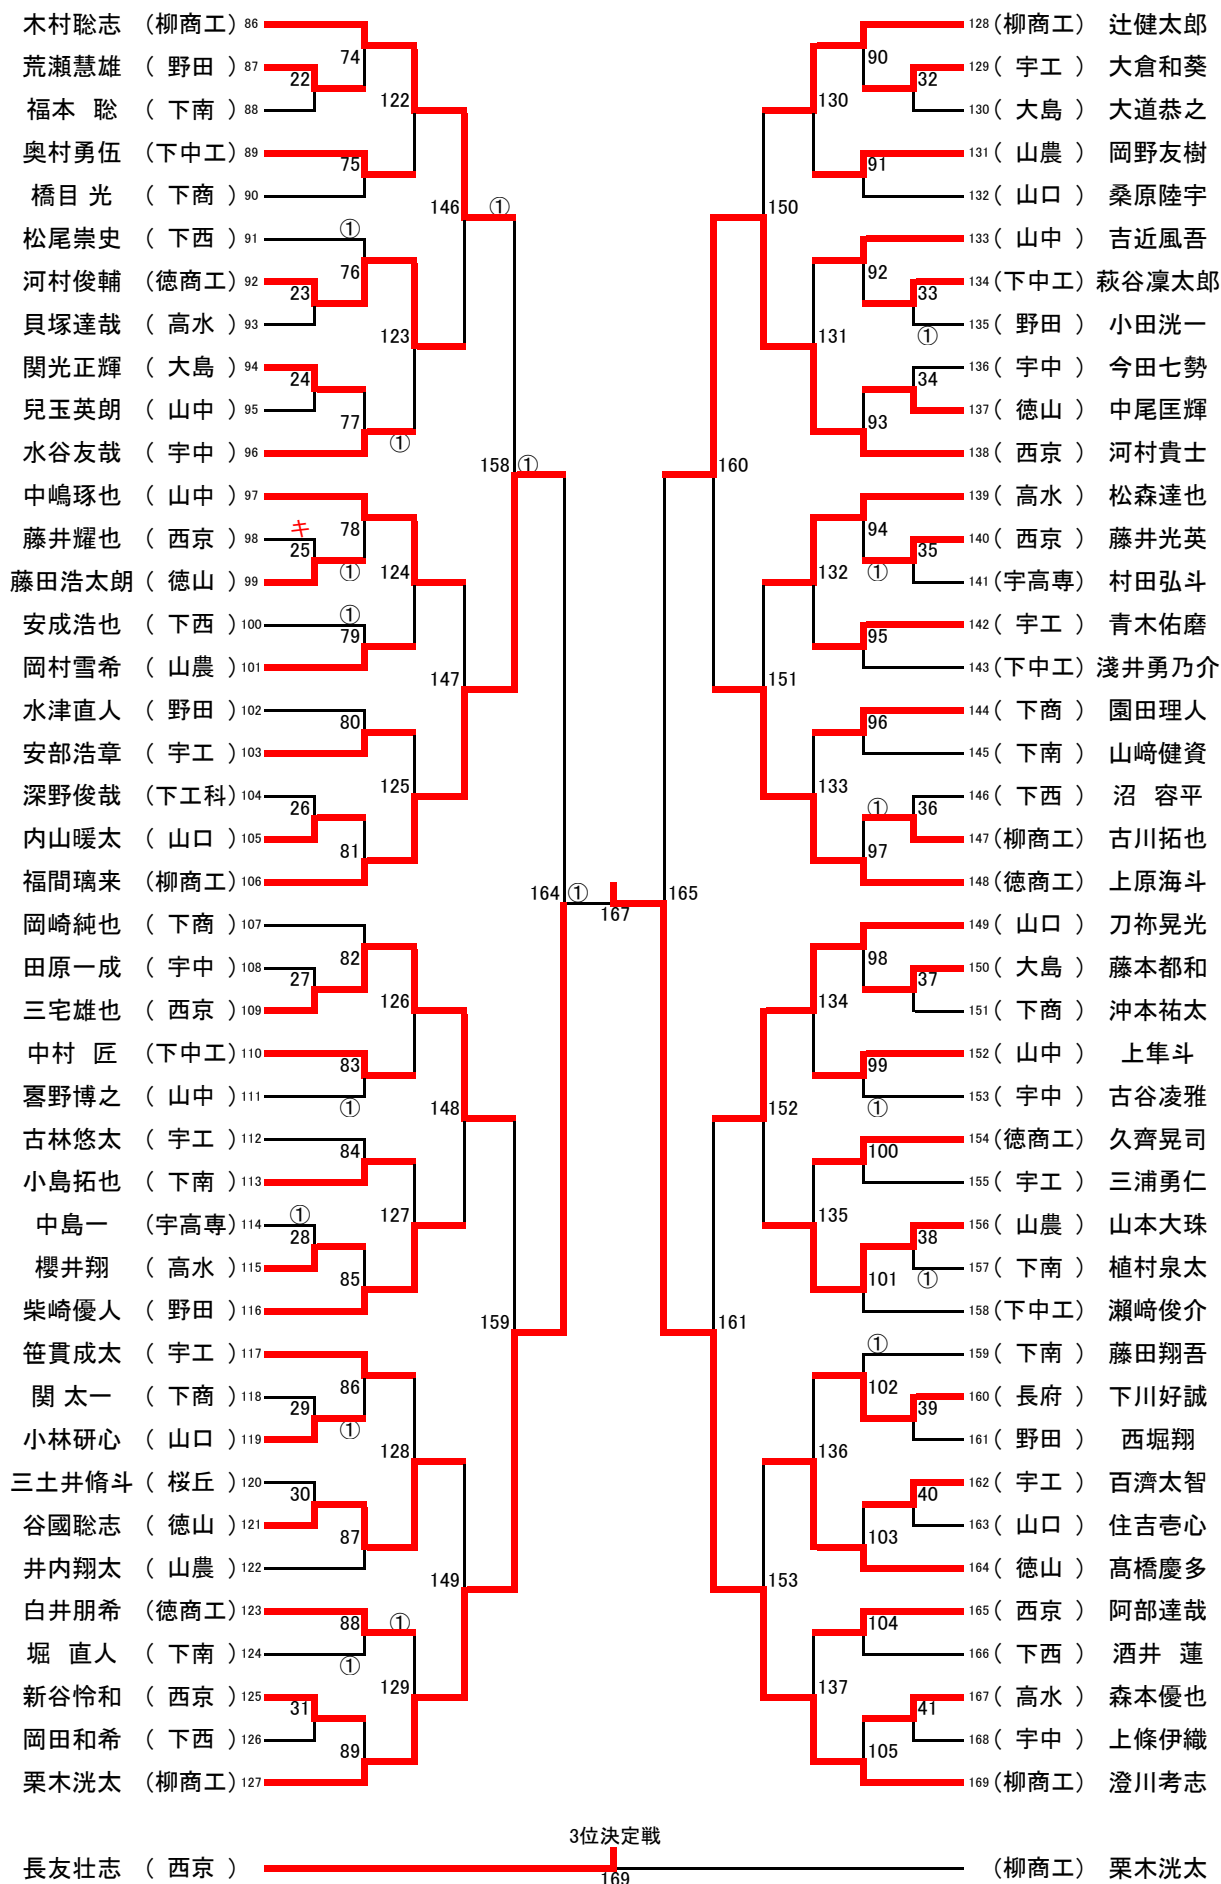 木村聡志 (柳商工) 86
荒瀬慧雄 ( 野田 ) 87
福本 聡 ( 下南 ) 88
奥村勇伍 (下中工) 89
橋目 光 ( 下商 ) 90
松尾崇史 ( 下西 ) 91
河村俊輔 (徳商工) 92
貝塚達哉 ( 高水 ) 93
関光正輝 ( 大島 ) 94
兒玉英朗 ( 山中 ) 95
水谷友哉 ( 宇中 ) 96
中嶋琢也 ( 山中 ) 97
藤井耀也 ( 西京 ) 98
藤田浩太朗 ( 徳山 ) 99
安成浩也 ( 下西 ) 100
岡村雪希 ( 山農 ) 101
水津直人 ( 野田 ) 102
安部浩章 ( 宇工 ) 103
深野俊哉 (下工科) 104
内山暖太 ( 山口 ) 105
福間璃来 (柳商工) 106
岡崎純也 ( 下商 ) 107
田原一成 ( 宇中 ) 108
三宅雄也 ( 西京 ) 109
中村 匠 (下中工) 110
野博之 ( 山中 ) 111
古林悠太 ( 宇工 ) 112
小島拓也 ( 下南 ) 113
中島一 (宇高専) 114
櫻井翔 ( 高水 ) 115
柴崎優人 ( 野田 ) 116
笹貫成太 ( 宇工 ) 117
関 太一 ( 下商 ) 118
小林研心 ( 山口 ) 119
三土井脩斗 ( 桜丘 ) 120
谷國聡志 ( 徳山 ) 121
井内翔太 ( 山農 ) 122
白井朋希 (徳商工) 123
堀 直人 ( 下南 ) 124
新谷怜和 ( 西京 ) 125
岡田和希 ( 下西 ) 126
栗木洸太 (柳商工) 127
22
23
24
キ
25
26
27
①
28
29
30
31
74
75
①
76
77
78
①
①
79
80
81
82
83
①
84
85
86
①
87
88
①
89
122
123
①
124
125
126
127
128
①
129
146
147
148
149
①
158
159
①
164
①
167
165
160
161
150
151
152
153
130
131
132
133
134
135
136
137
90
91
92
93
94
①
95
96
①
97
98
99
①
100
101
①
102
103
104
105
32
33
①
34
35
36
37
38
①
39
40
41
128 (柳商工) 辻健太郎
129 ( 宇工 ) 大倉和葵
130 ( 大島 ) 大道恭之
131 ( 山農 ) 岡野友樹
132 ( 山口 ) 桑原陸宇
133 ( 山中 ) 吉近風吾
134 (下中工) 萩谷凜太郎
135 ( 野田 ) 小田洸一
136 ( 宇中 ) 今田七勢
137 ( 徳山 ) 中尾匡輝
138 ( 西京 ) 河村貴士
139 ( 高水 ) 松森達也
140 ( 西京 ) 藤井光英
141 (宇高専) 村田弘斗
142 ( 宇工 ) 青木佑磨
143 (下中工) 淺井勇乃介
144 ( 下商 ) 園田理人
145 ( 下南 ) 山﨑健資
146 ( 下西 ) 沼 容平
147 (柳商工) 古川拓也
148 (徳商工) 上原海斗
149 ( 山口 ) 刀祢晃光
150 ( 大島 ) 藤本都和
151 ( 下商 ) 沖本祐太
152 ( 山中 ) 上隼斗
153 ( 宇中 ) 古谷凌雅
154 (徳商工) 久齊晃司
155 ( 宇工 ) 三浦勇仁
156 ( 山農 ) 山本大珠
157 ( 下南 ) 植村泉太
158 (下中工) 瀨﨑俊介
159 ( 下南 ) 藤田翔吾
160 ( 長府 ) 下川好誠
161 ( 野田 ) 西堀翔
162 ( 宇工 ) 百濟太智
163 ( 山口 ) 住吉壱心
164 ( 徳山 ) 髙橋慶多
165 ( 西京 ) 阿部達哉
166 ( 下西 ) 酒井 蓮
167 ( 高水 ) 森本優也
168 ( 宇中 ) 上條伊織
169 (柳商工) 澄川考志
3位決定戦
長友壮志 ( 西京 )
169
(柳商工) 栗木洸太